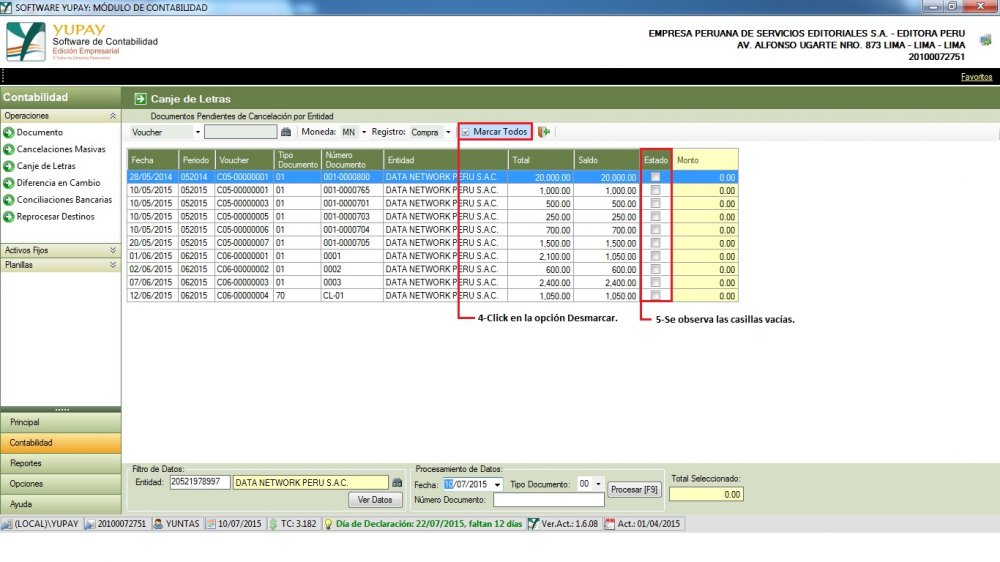 SOFTWARE YUPAY: MÓDULO DE CONTABILIDAD
YUPAY
Software de Contabilidad
Edición Empresarial
© Todos los Derechos Reservados
EMPRESA PERUANA DE SERVICIOS EDITORIALES S.A. - EDITORA PERU
AV. ALFONSO UGARTE NRO. 873 LIMA - LIMA - LIMA
20100072751
Favoritos
Contabilidad
Operaciones
Documento
Cancelaciones Masivas
Canje de Letras
Diferencia en Cambio
Conciliaciones Bancarias
Reprocesar Destinos
Activos Fijos
Planillas
Principal
Contabilidad
Reportes
Opciones
Ayuda
Canje de Letras
Documentos Pendientes de Cancelación por Entidad
Voucher Moneda: MN Registro: Compra Marcar Todos
Fecha Periodo Voucher Tipo Documento Número Documento Entidad Total Saldo Estado Monto
28/05/2014 052014 C05-00000001 01 001-0000800 DATA NETWORK PERU S.A.C. 20,000.00 20,000.00 0.00
10/05/2015 052015 C05-00000001 01 001-0000765 DATA NETWORK PERU S.A.C. 1,000.00 1,000.00 0.00
10/05/2015 052015 C05-00000003 01 001-0000701 DATA NETWORK PERU S.A.C. 500.00 500.00 0.00
10/05/2015 052015 C05-00000005 01 001-0000703 DATA NETWORK PERU S.A.C. 250.00 250.00 0.00
10/05/2015 052015 C05-00000006 01 001-0000704 DATA NETWORK PERU S.A.C. 700.00 700.00 0.00
20/05/2015 052015 C05-00000007 01 001-0000705 DATA NETWORK PERU S.A.C. 1,500.00 1,500.00 0.00
01/06/2015 062015 C06-00000001 01 0001 DATA NETWORK PERU S.A.C. 2,100.00 1,050.00 0.00
02/06/2015 062015 C06-00000002 01 0002 DATA NETWORK PERU S.A.C. 600.00 600.00 0.00
07/06/2015 062015 C06-00000003 01 0003 DATA NETWORK PERU S.A.C. 2,400.00 2,400.00 0.00
12/06/2015 062015 C06-00000004 70 CL-01 DATA NETWORK PERU S.A.C. 1,050.00 1,050.00 0.00
4-Click en la opción Desmarcar.
5-Se observa las casillas vacías.
Filtro de Datos:
Entidad: 20521978997 DATA NETWORK PERU S.A.C.
Ver Datos
Procesamiento de Datos:
Fecha: 10/07/2015 Tipo Documento: 00 Procesar [F9]
Número Documento:
Total Seleccionado:
0.00
(LOCAL)\YUPAY 20100072751 YUNTAS 10/07/2015 TC: 3.182 Día de Declaración: 22/07/2015, faltan 12 días Ver.Act.: 1.6.08 Act.: 01/04/2015